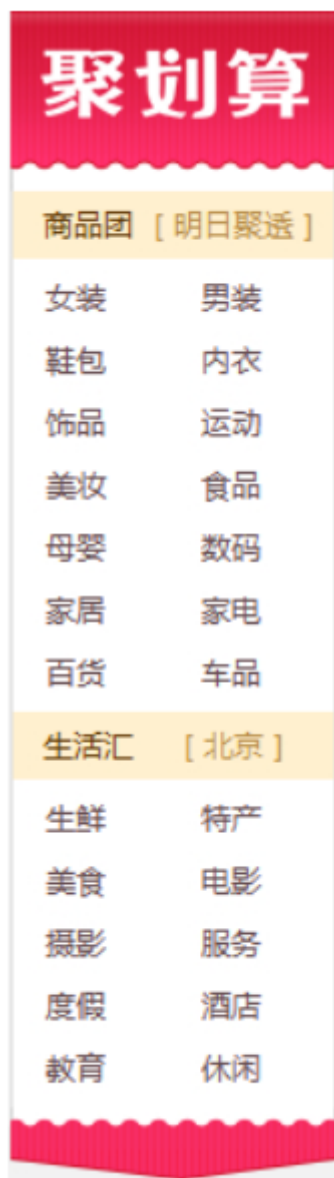 聚划算
商品团 [ 明日聚透 ]
女装 男装
鞋包 内衣
饰品 运动
美妆 食品
母婴 数码
家居 家电
百货 车品
生活汇 [ 北京 ]
生鲜 特产
美食 电影
摄影 服务
度假 酒店
教育 休闲